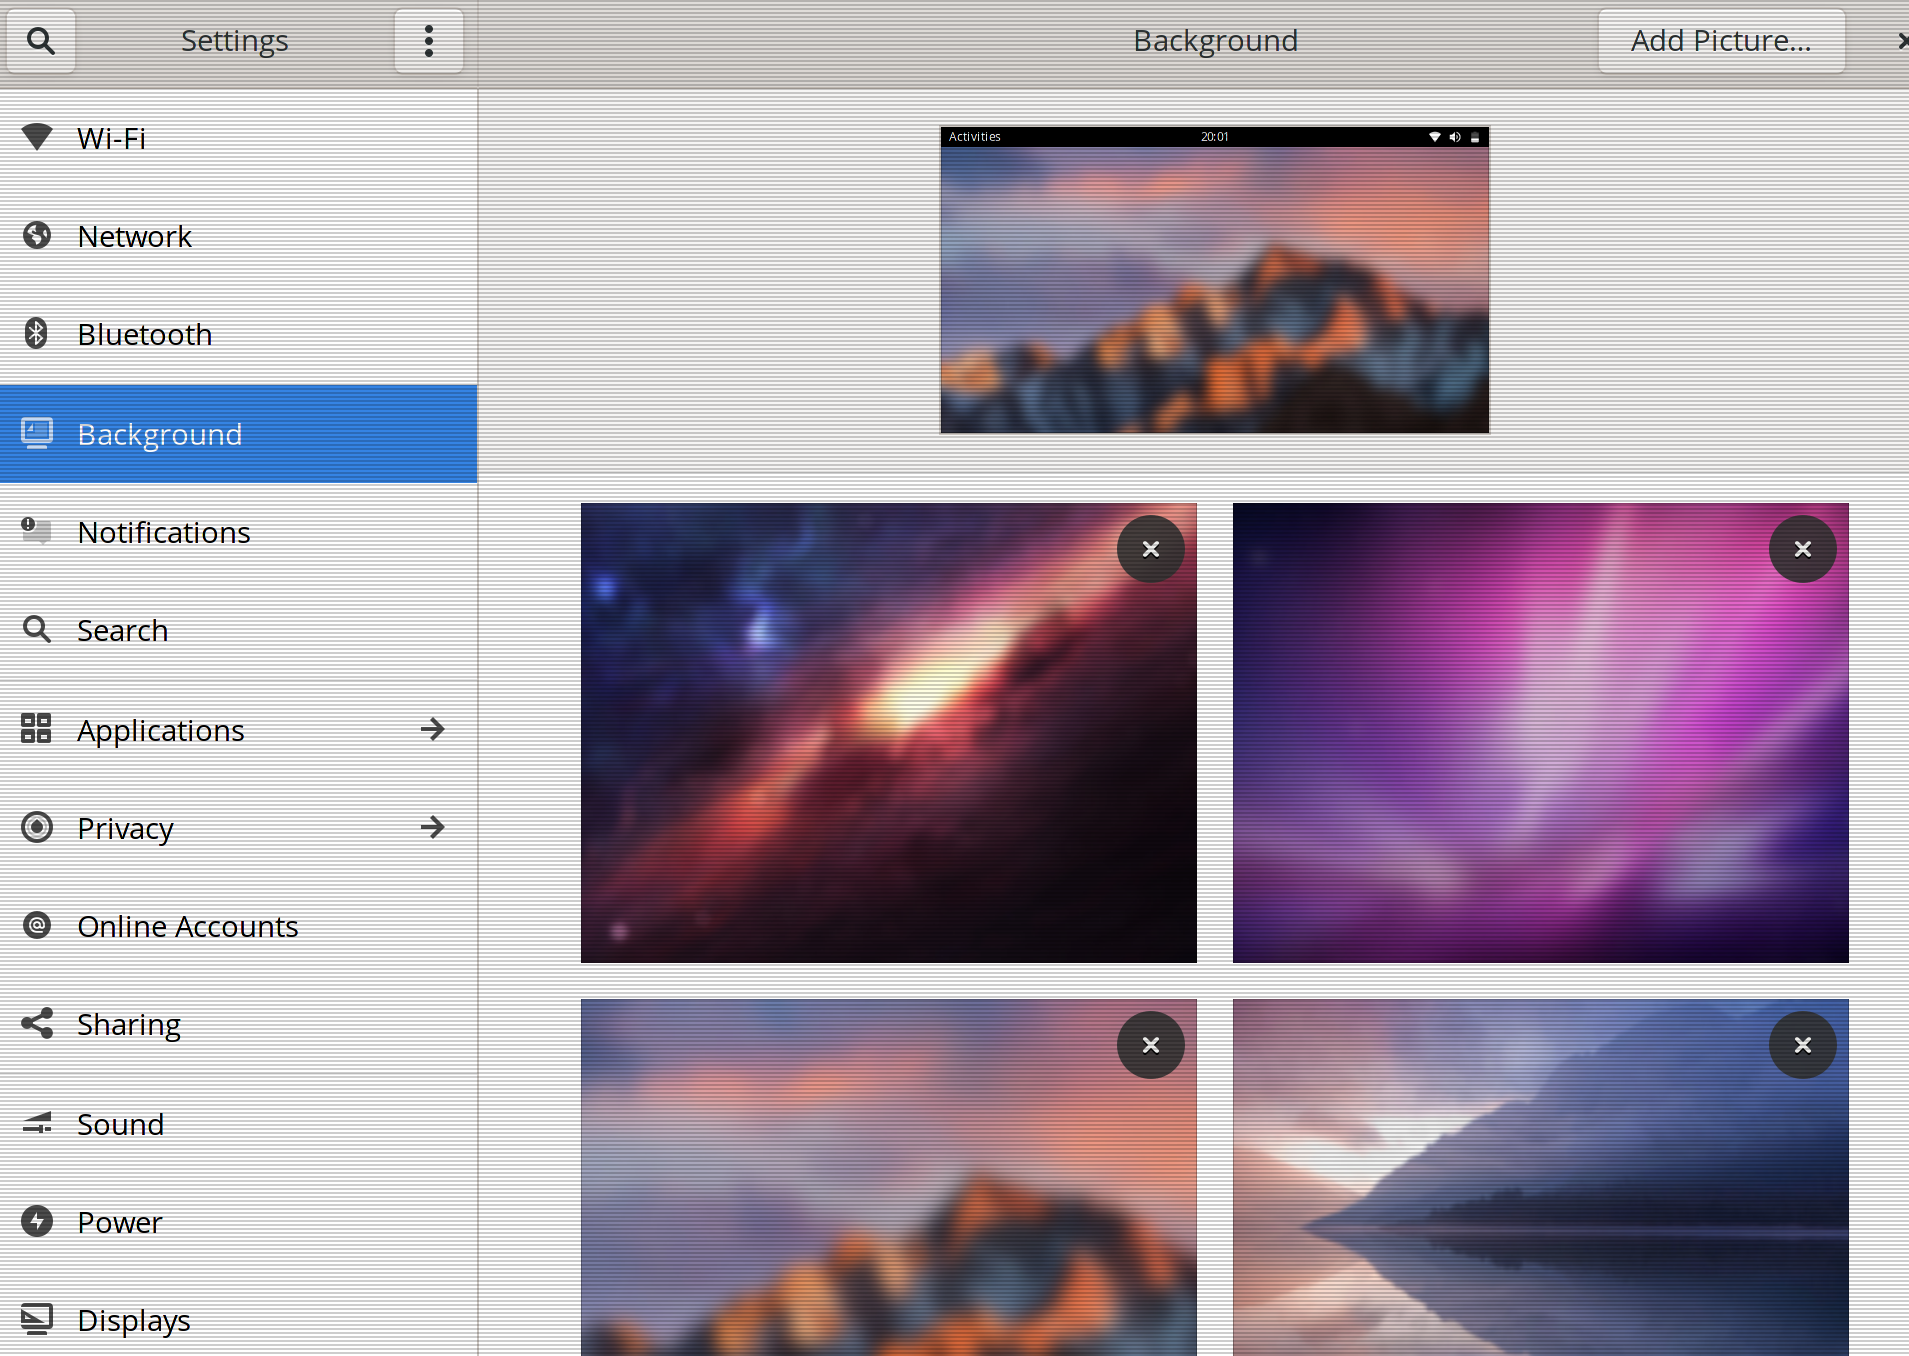 Settings
Background
Add Picture...
Wi-Fi
Network
Bluetooth
Background
Notifications
Search
Applications
Privacy
Online Accounts
Sharing
Sound
Power
Displays
Activities
20:01